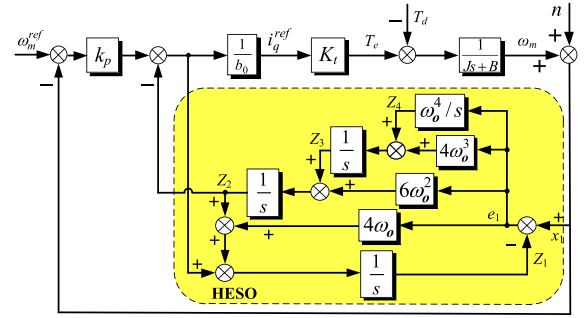 ω_m^ref
k_p
1/b_0
i_q^ref
K_t
T_e
T_d
1/(Js+B)
ω_m
n
Z_4
ω_o^4/s
Z_3
1/s
4ω_o^3
Z_2
1/s
6ω_o^2
4ω_o
e_1
x_1
Z_1
1/s
HESO